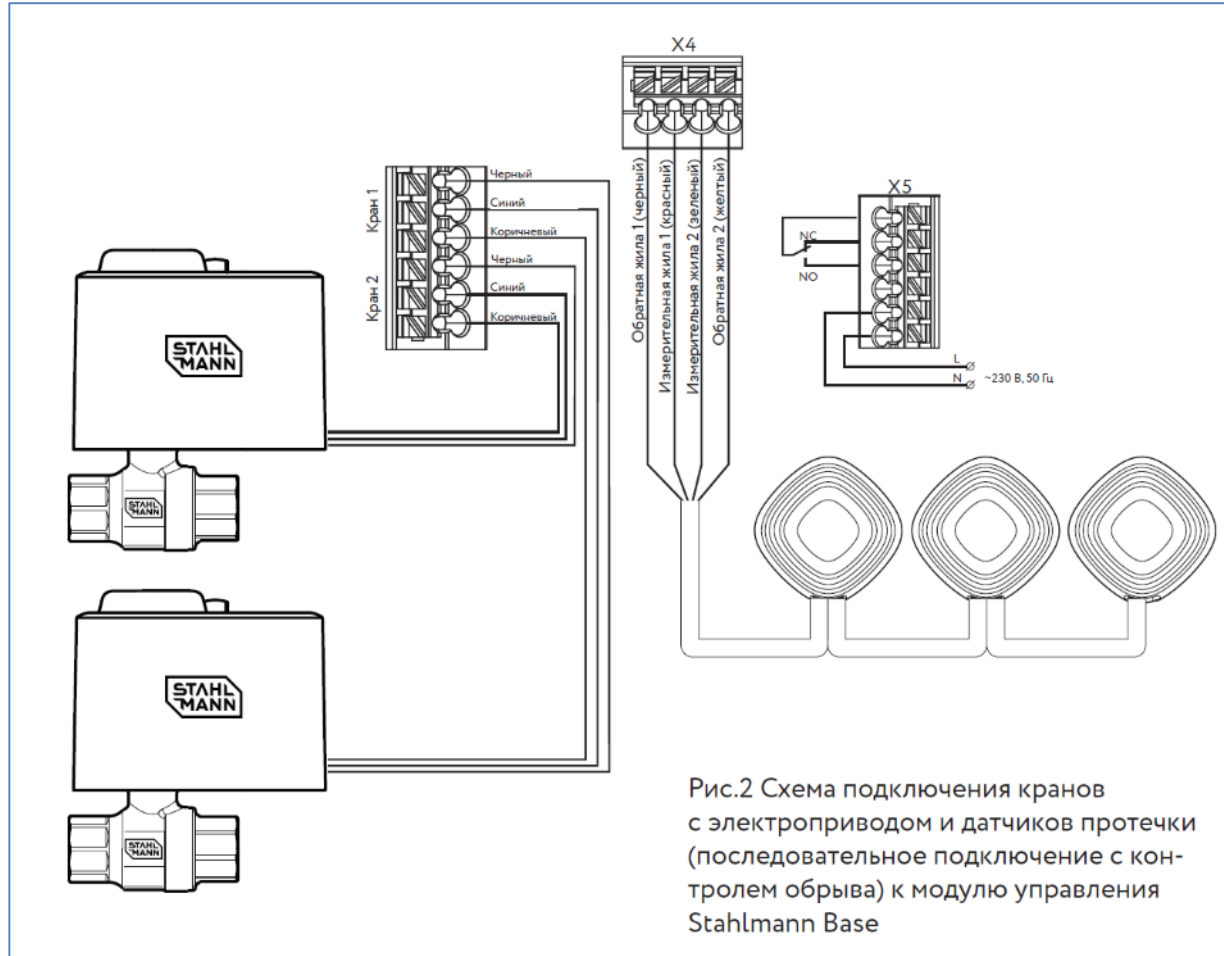 X4
Кран 1
Кран 2
Черный
Синий
Коричневый
Черный
Синий
Коричневый
Обратная жила 1 (черный)
Измерительная жила 1 (красный)
Измерительная жила 2 (зеленый)
Обратная жила 2 (желтый)
X5
NC
NO
L
N
~230 В, 50 Гц
STAHL
MANN
STAHL
MANN
STAHL
MANN
STAHL
MANN
Рис.2 Схема подключения кранов
с электроприводом и датчиков протечки
(последовательное подключение с кон-
тролем обрыва) к модулю управления
Stahlmann Base